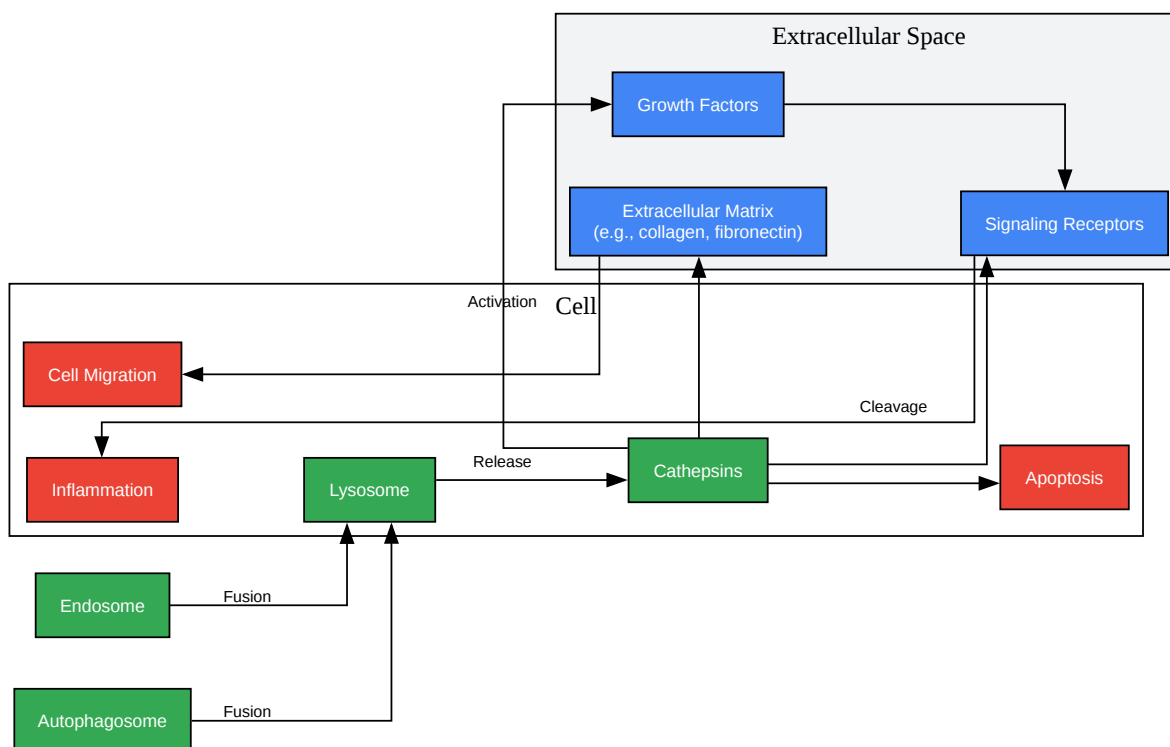 Extracellular Space
Growth Factors
Extracellular Matrix
(e.g., collagen, fibronectin)
Signaling Receptors
Activation
Cell
Cell Migration
Cleavage
Inflammation
Lysosome
Release
Cathepsins
Apoptosis
Endosome
Fusion
Autophagosome
Fusion